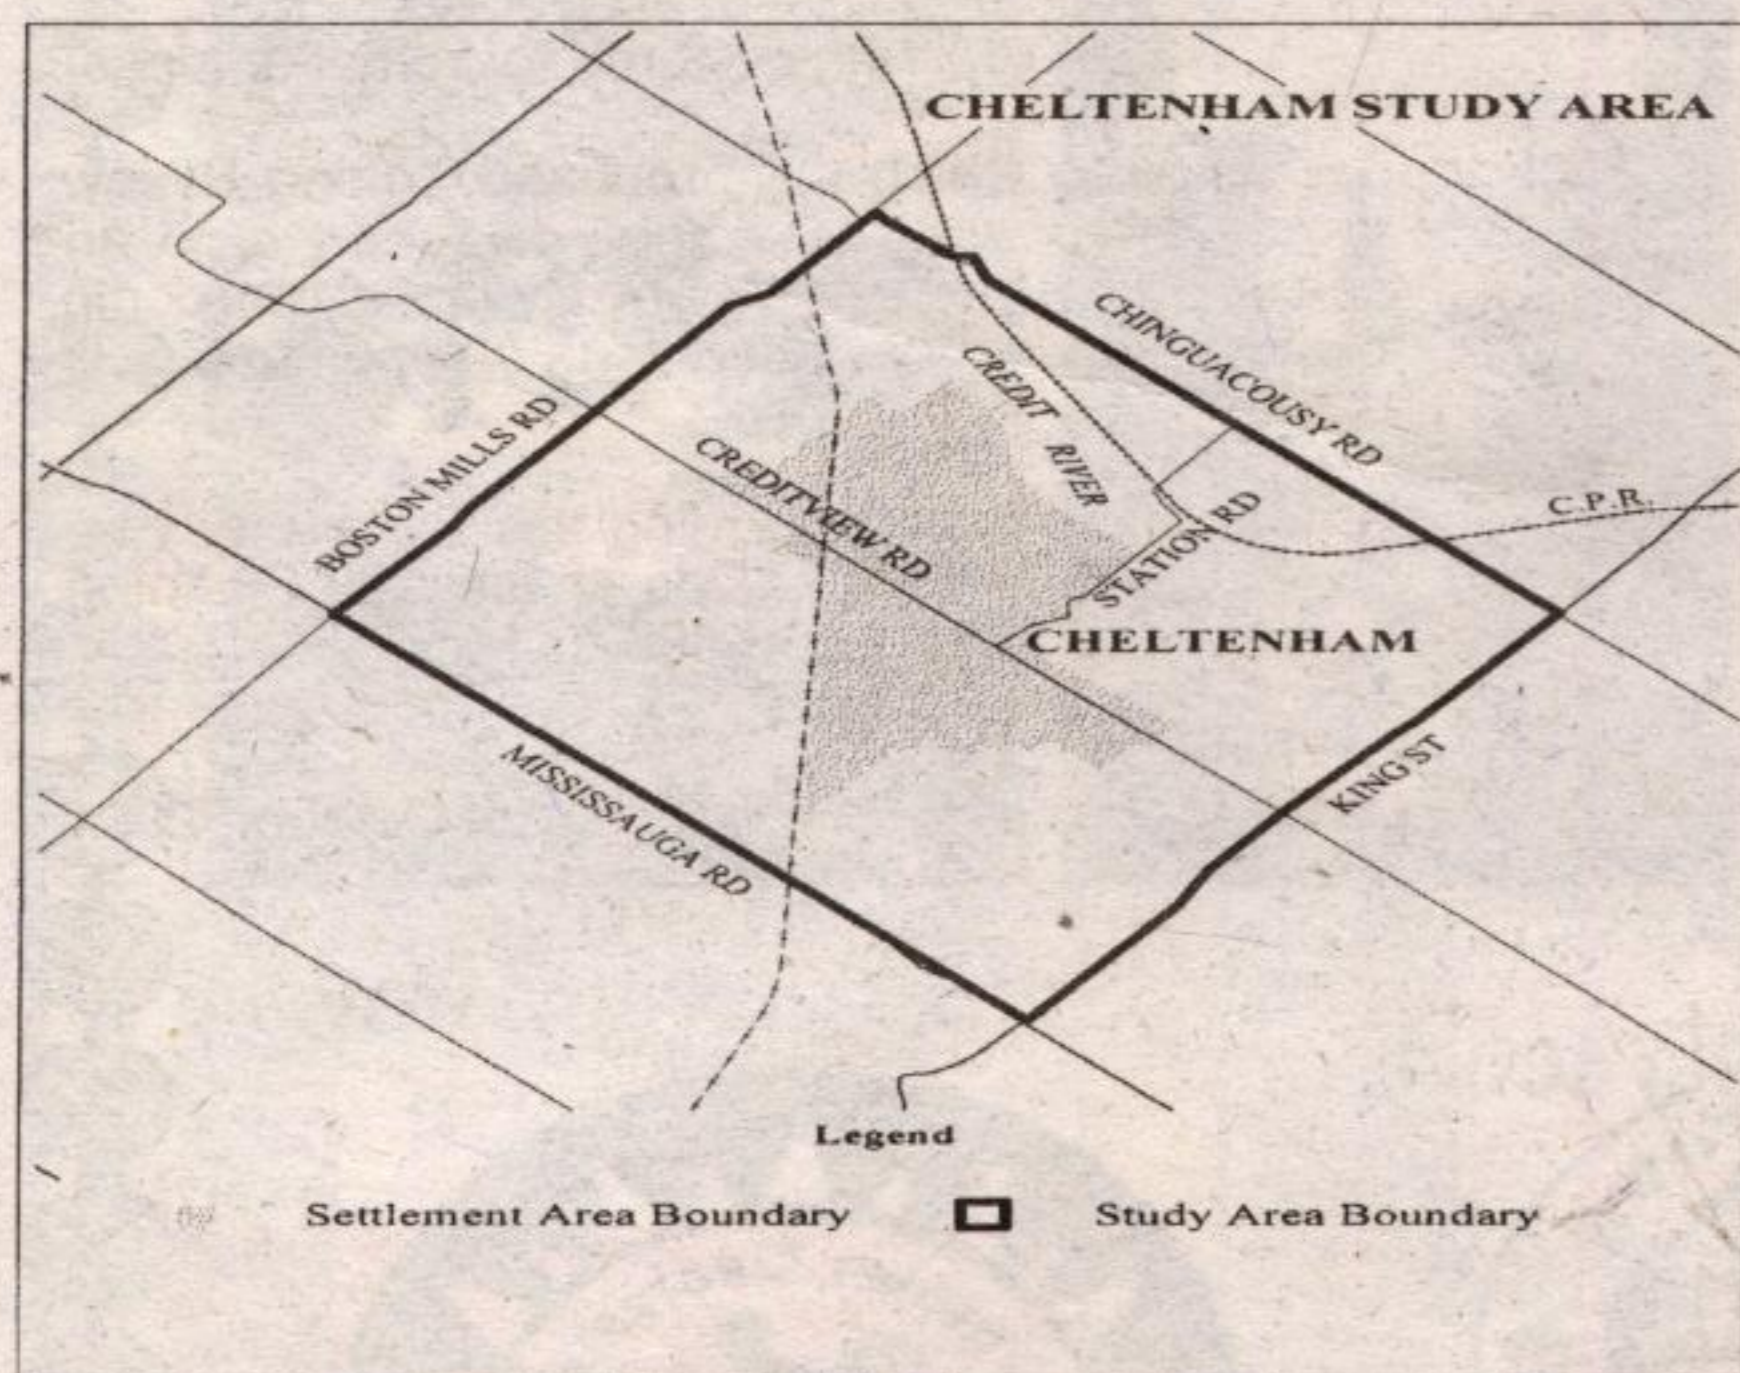 CHELTENHAM STUDY AREA
CHINGUACOUSY RD
CREDIT RIVER
BOSTON MILLS RD
CREDITVIEW RD
STATION RD
C.P.R.
CHELTENHAM
MISSISSAUGA RD
KING ST
Legend
Settlement Area Boundary
Study Area Boundary